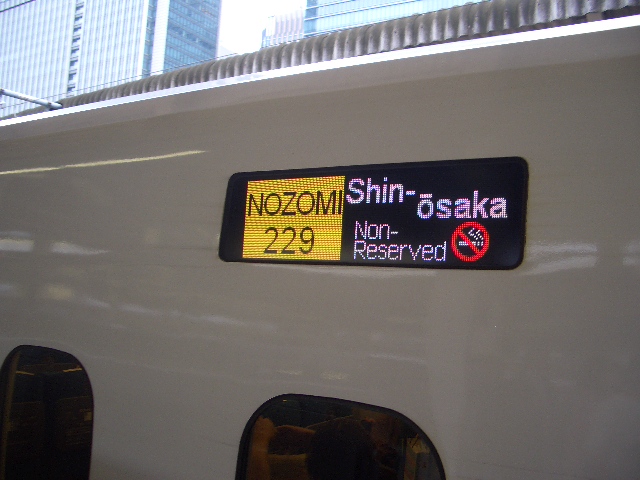 NOZOMI
229
Shin-
ōsaka
Non-
Reserved